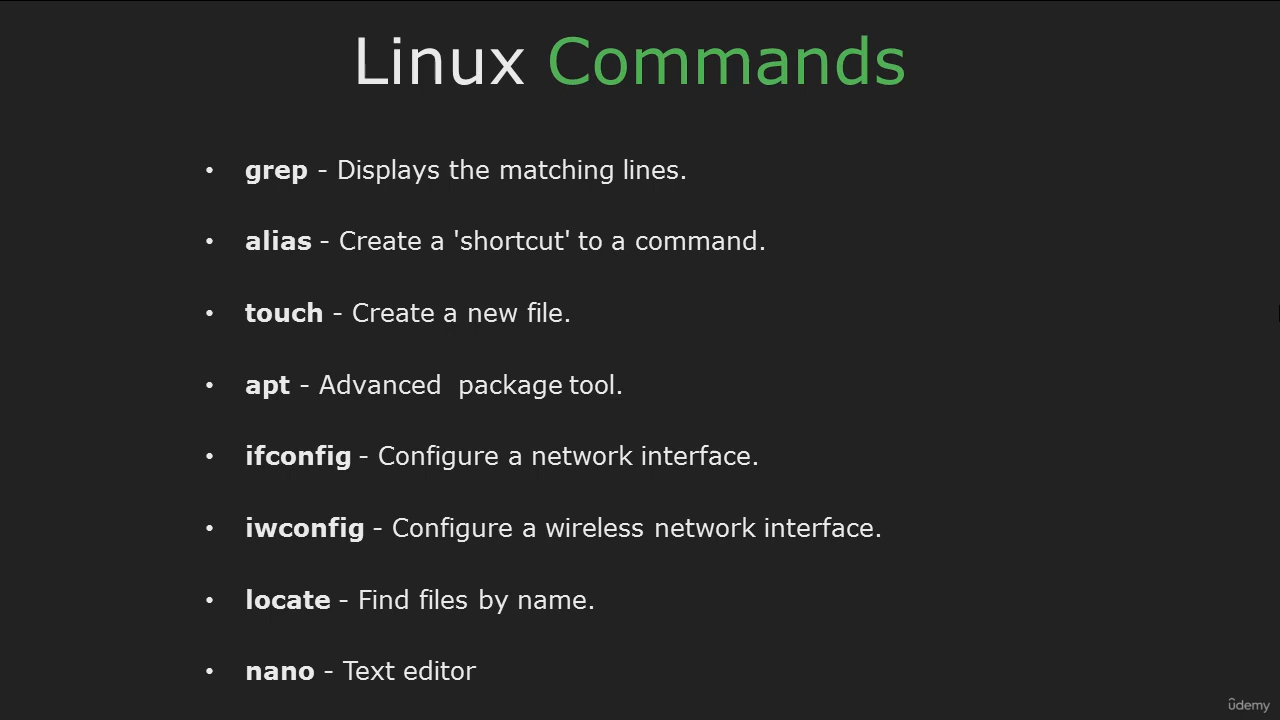 Linux Commands
• grep - Displays the matching lines.
• alias - Create a 'shortcut' to a command.
• touch - Create a new file.
• apt - Advanced  package tool.
• ifconfig - Configure a network interface.
• iwconfig - Configure a wireless network interface.
• locate - Find files by name.
• nano - Text editor
ûdemy